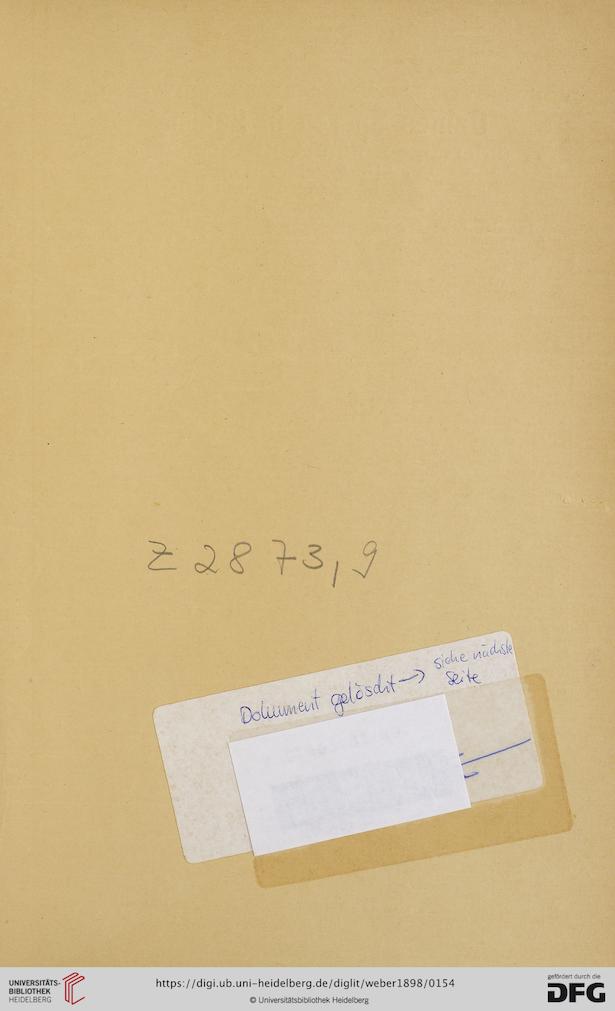 Z 2873,9
Dokument gelöscht → siehe nächste
Seite
UNIVERSITÄTS-
BIBLIOTHEK
HEIDELBERG
https://digi.ub.uni-heidelberg.de/diglit/weber1898/0154
© Universitätsbibliothek Heidelberg
gefördert durch die
DFG